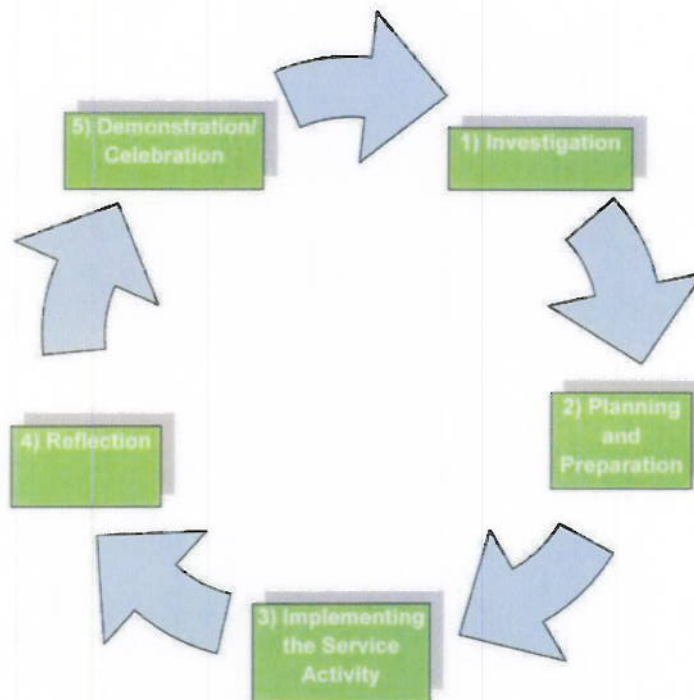 1) Investigation
2) Planning
and
Preparation
3) Implementing
the Service
Activity
4) Reflection
5) Demonstration/
Celebration